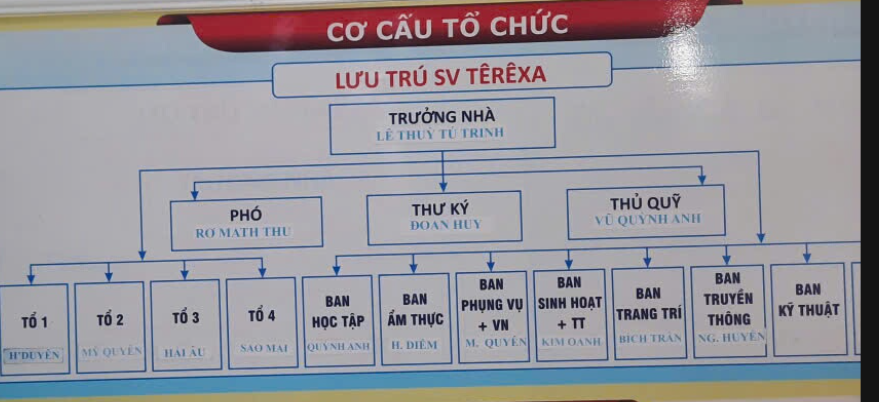 CƠ CẤU TỔ CHỨC
LƯU TRÚ SV TÊRÊXA
TRƯỞNG NHÀ
LÊ THUỲ TÚ TRINH
PHÓ
RƠ MATH THU
THƯ KÝ
ĐOAN HUY
THỦ QUỸ
VŨ QUỲNH ANH
TỔ 1
H'DUYÊN
TỔ 2
MỸ QUYÊN
TỔ 3
HẢI ÂU
TỔ 4
SAO MAI
BAN
HỌC TẬP
QUỲNH ANH
BAN
ẨM THỰC
H. DIỄM
BAN
PHỤNG VỤ
+ VN
M. QUYÊN
BAN
SINH HOẠT
+ TT
KIM OANH
BAN
TRANG TRÍ
BÍCH TRÂN
BAN
TRUYỀN
THÔNG
NG. HUYỀN
BAN
KỸ THUẬT